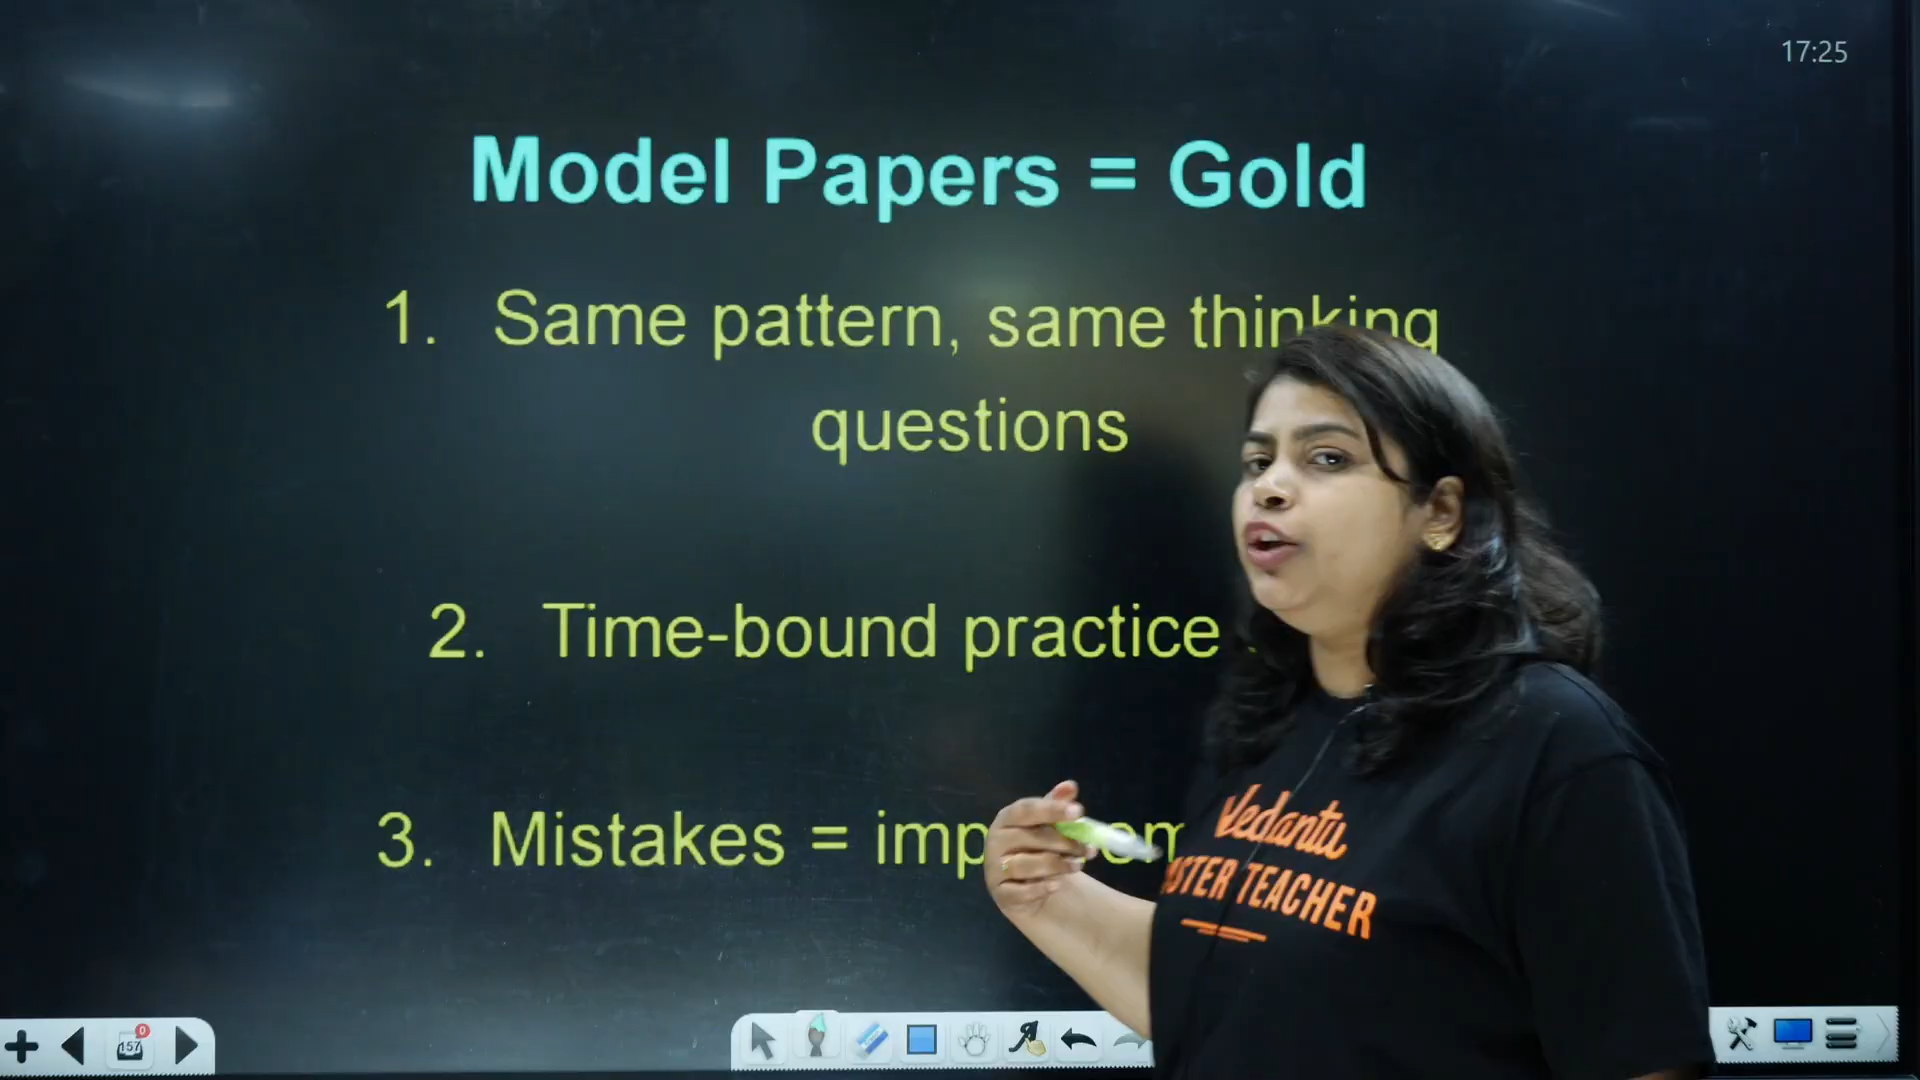 17:25
Model Papers = Gold
1. Same pattern, same thinking
questions
2. Time-bound practice
3. Mistakes =
Vedantu
TEACHER
157
0